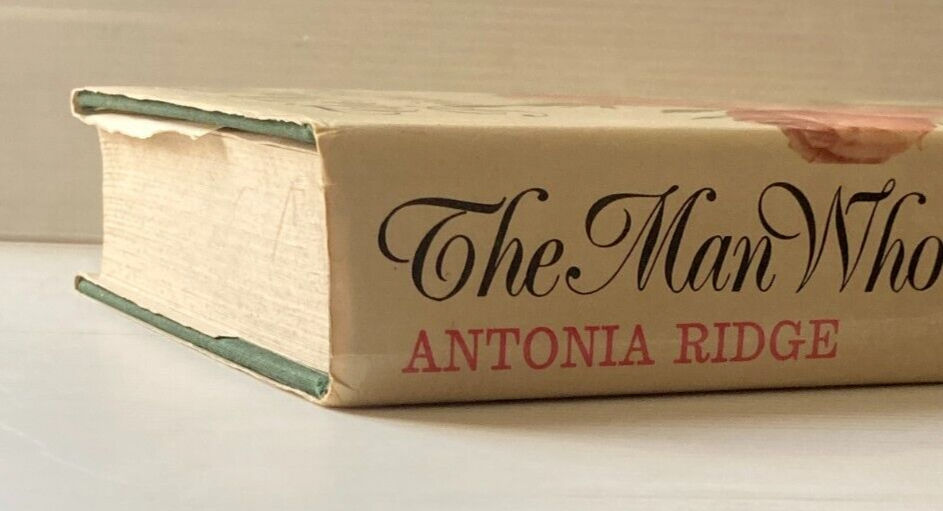 The Man Who
ANTONIA RIDGE